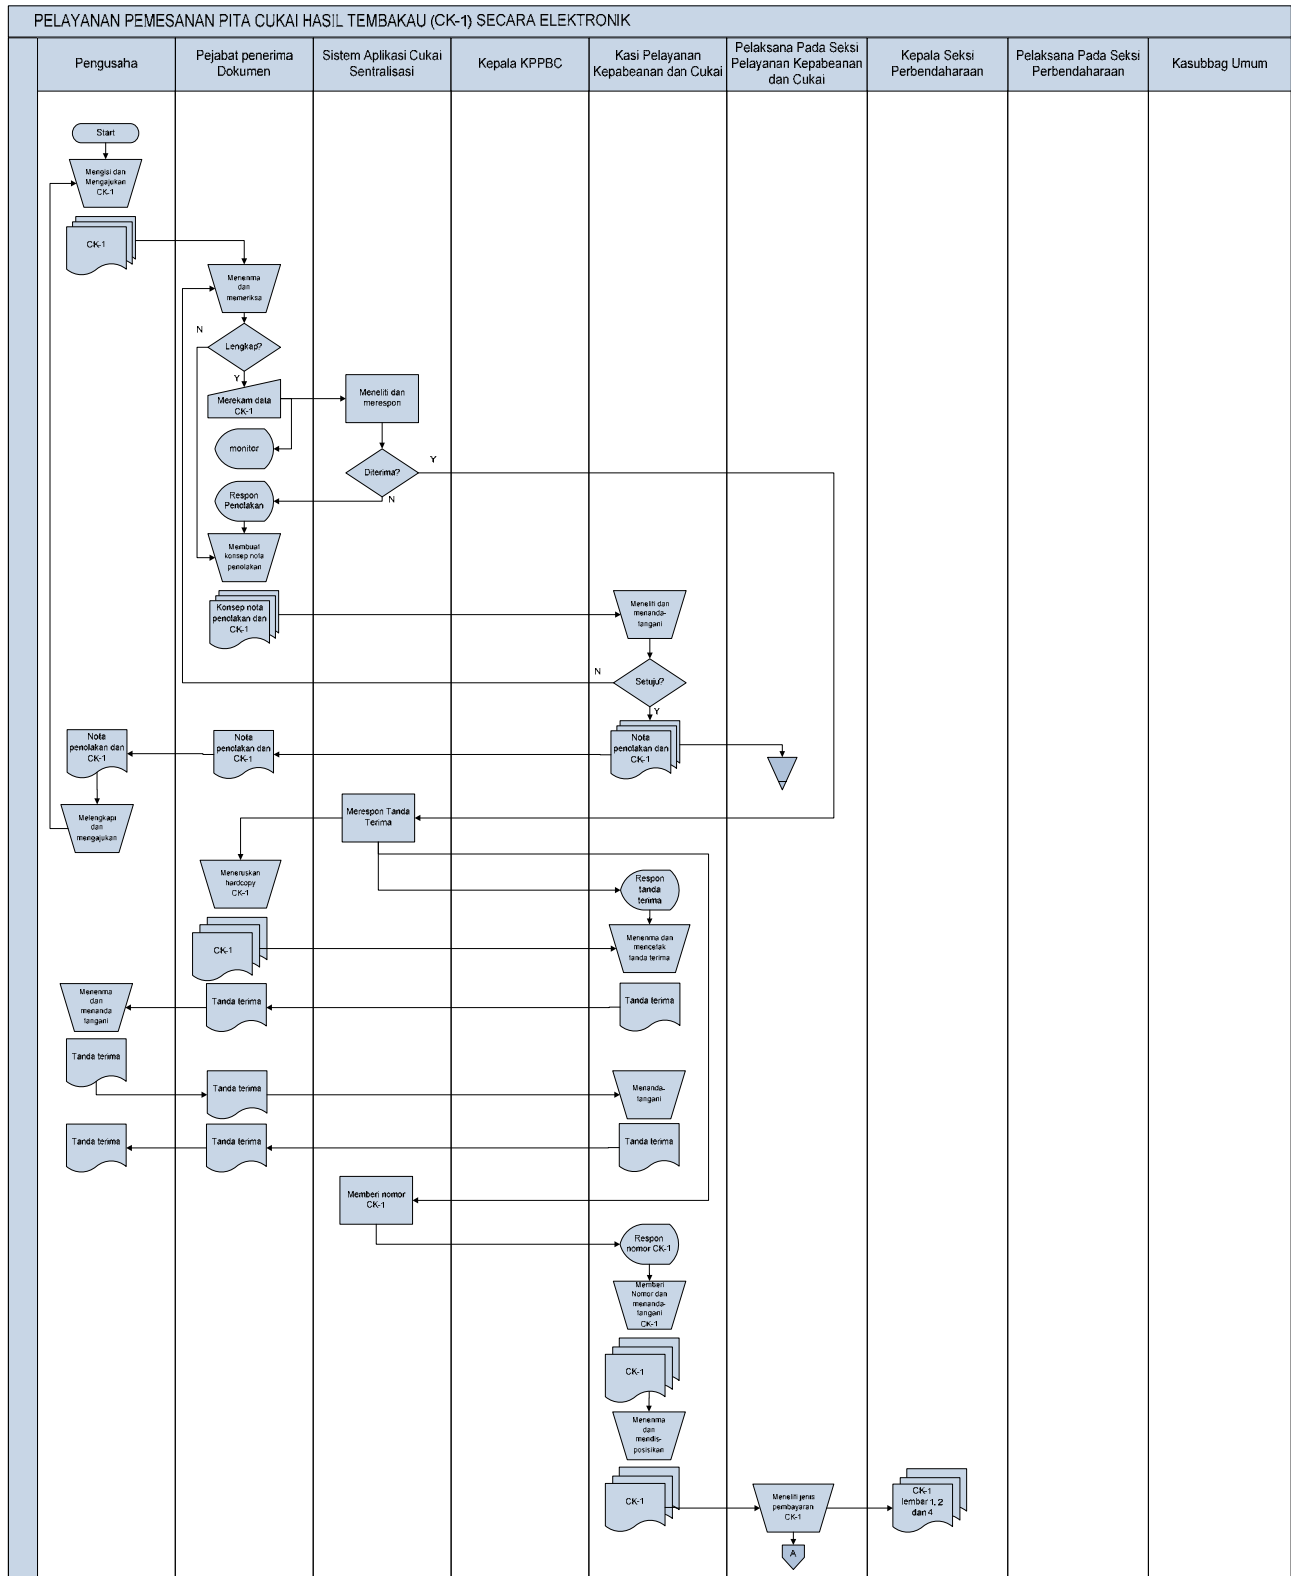 PELAYANAN PEMESANAN PITA CUKAI HASIL TEMBAKAU (CK-1) SECARA ELEKTRONIK
Pengusaha
Pejabat penerima
Dokumen
Sistem Aplikasi Cukai
Sentralisasi
Kepala KPPBC
Kasi Pelayanan
Kepabeanan dan Cukai
Pelaksana Pada Seksi
Pelayanan Kepabeanan
dan Cukai
Kepala Seksi
Perbendaharaan
Pelaksana Pada Seksi
Perbendaharaan
Kasubbag Umum
Start
Mengisi dan
Mengajukan
CK-1
CK-1
Menerima
dan
memeriksa
N
Lengkap?
Y
Merekam data
CK-1
Meneliti dan
merespon
monitor
Diterima?
Y
N
Respon
Penolakan
Membuat
konsep nota
penolakan
Konsep nota
penolakan dan
CK-1
Meneliti dan
menanda-
tangani
N
Setuju?
Y
Nota
penolakan dan
CK-1
Nota
penolakan dan
CK-1
Nota
penolakan dan
CK-1
Melengkapi
dan
mengajukan
Merespon Tanda
Terima
Meneruskan
hardcopy
CK-1
Respon
tanda
terima
CK-1
Menerima dan
mencetak
tanda terima
Menerima
dan
menanda
tangani
Tanda terima
Tanda terima
Tanda terima
Tanda terima
Menanda-
tangani
Tanda terima
Tanda terima
Tanda terima
Memberi nomor
CK-1
Respon
nomor CK-1
Memberi
Nomor dan
menanda-
tangani
CK-1
CK-1
Menerima
dan
mendis-
posisikan
CK-1
Meneliti jenis
pembayaran
CK-1
CK-1
lembar 1, 2
dan 4
A